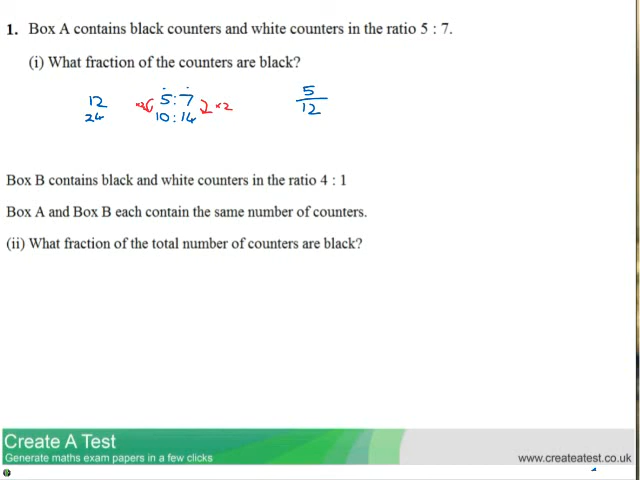 1. Box A contains black counters and white counters in the ratio 5 : 7.
(i) What fraction of the counters are black?
12 5:7 5/12
24 ×2 10:14 ×2
Box B contains black and white counters in the ratio 4 : 1
Box A and Box B each contain the same number of counters.
(ii) What fraction of the total number of counters are black?
Create A Test
Generate maths exam papers in a few clicks www.createatest.co.uk